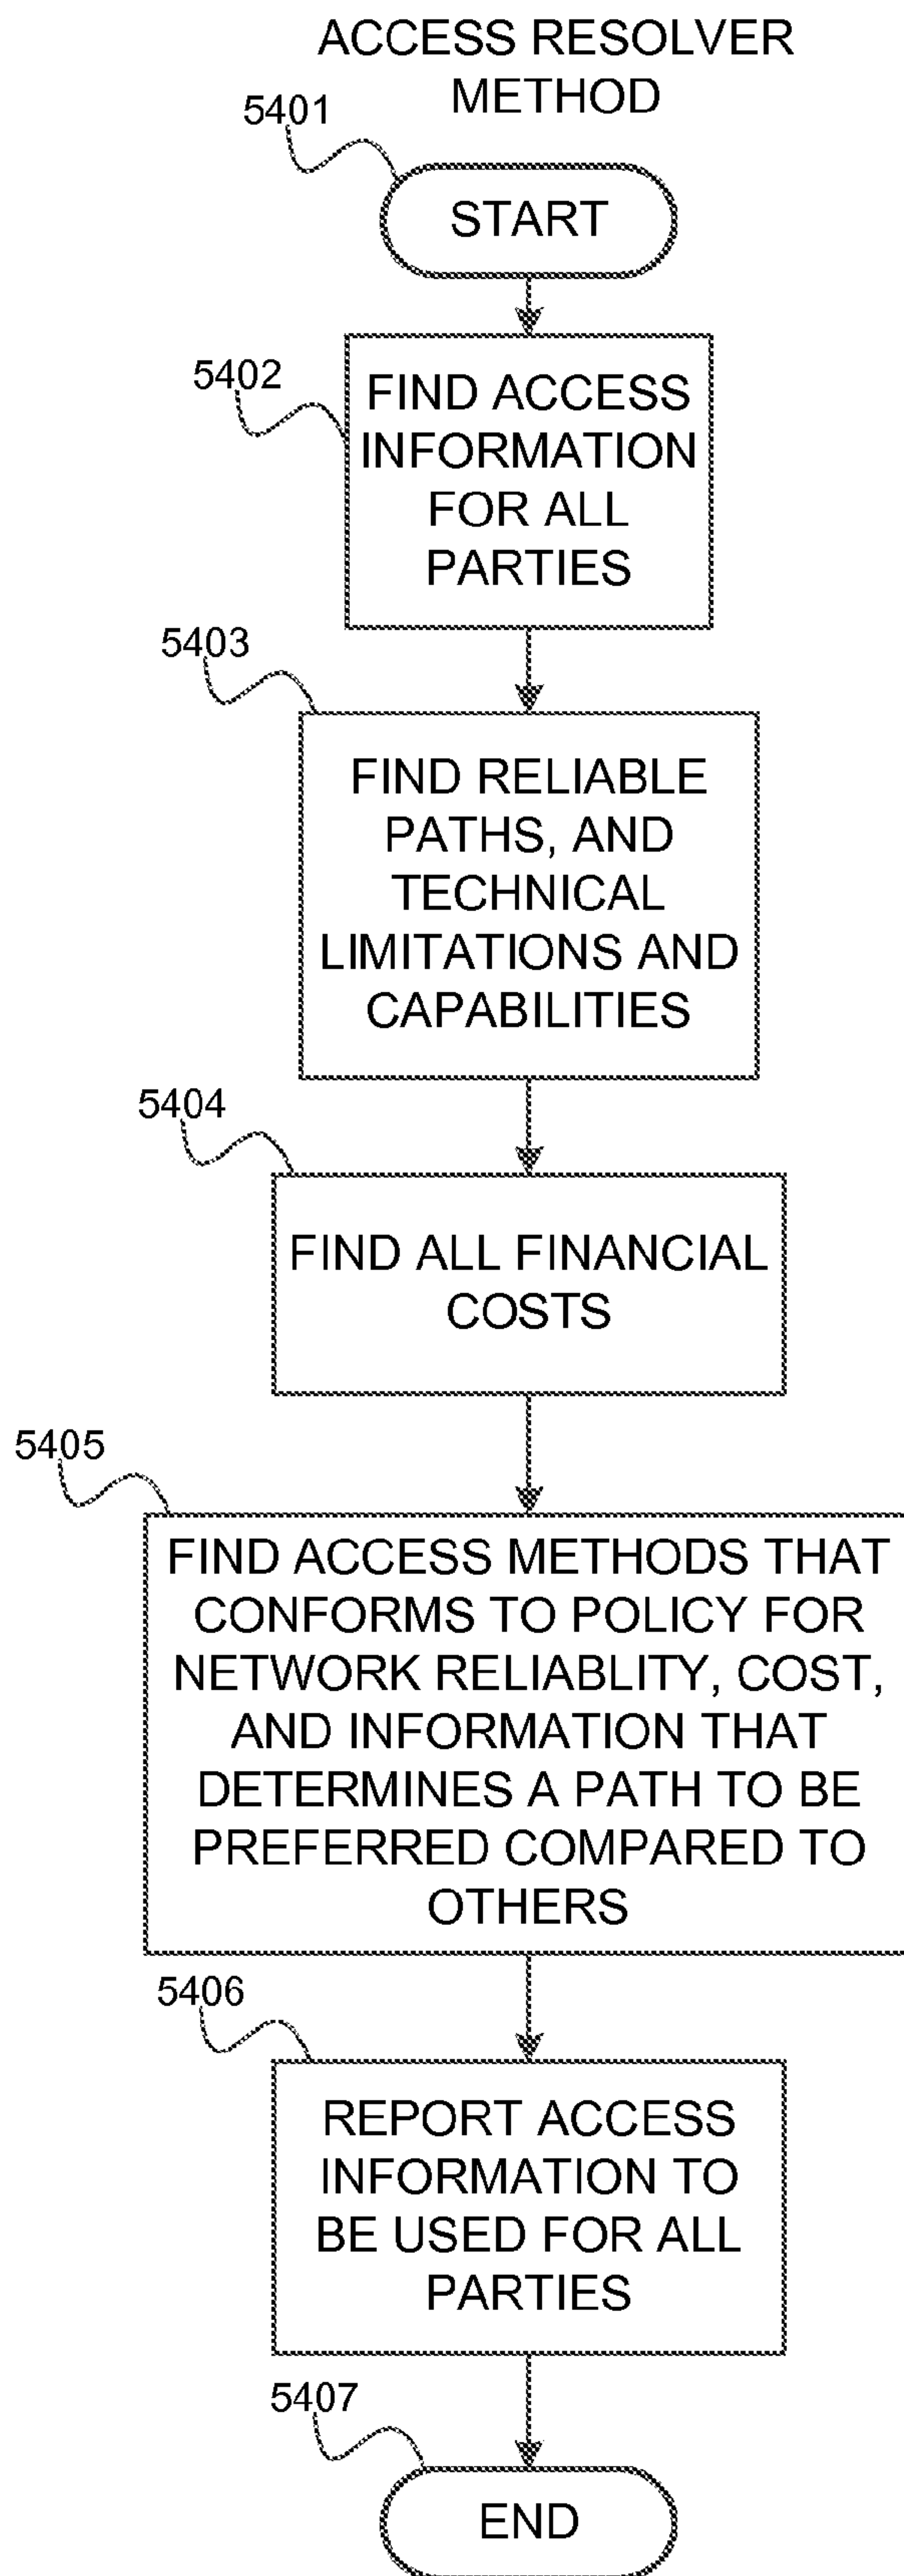 ACCESS RESOLVER
METHOD
5401
START
5402
FIND ACCESS
INFORMATION
FOR ALL
PARTIES
5403
FIND RELIABLE
PATHS, AND
TECHNICAL
LIMITATIONS AND
CAPABILITIES
5404
FIND ALL FINANCIAL
COSTS
5405
FIND ACCESS METHODS THAT
CONFORMS TO POLICY FOR
NETWORK RELIABLITY, COST,
AND INFORMATION THAT
DETERMINES A PATH TO BE
PREFERRED COMPARED TO
OTHERS
5406
REPORT ACCESS
INFORMATION TO
BE USED FOR ALL
PARTIES
5407
END